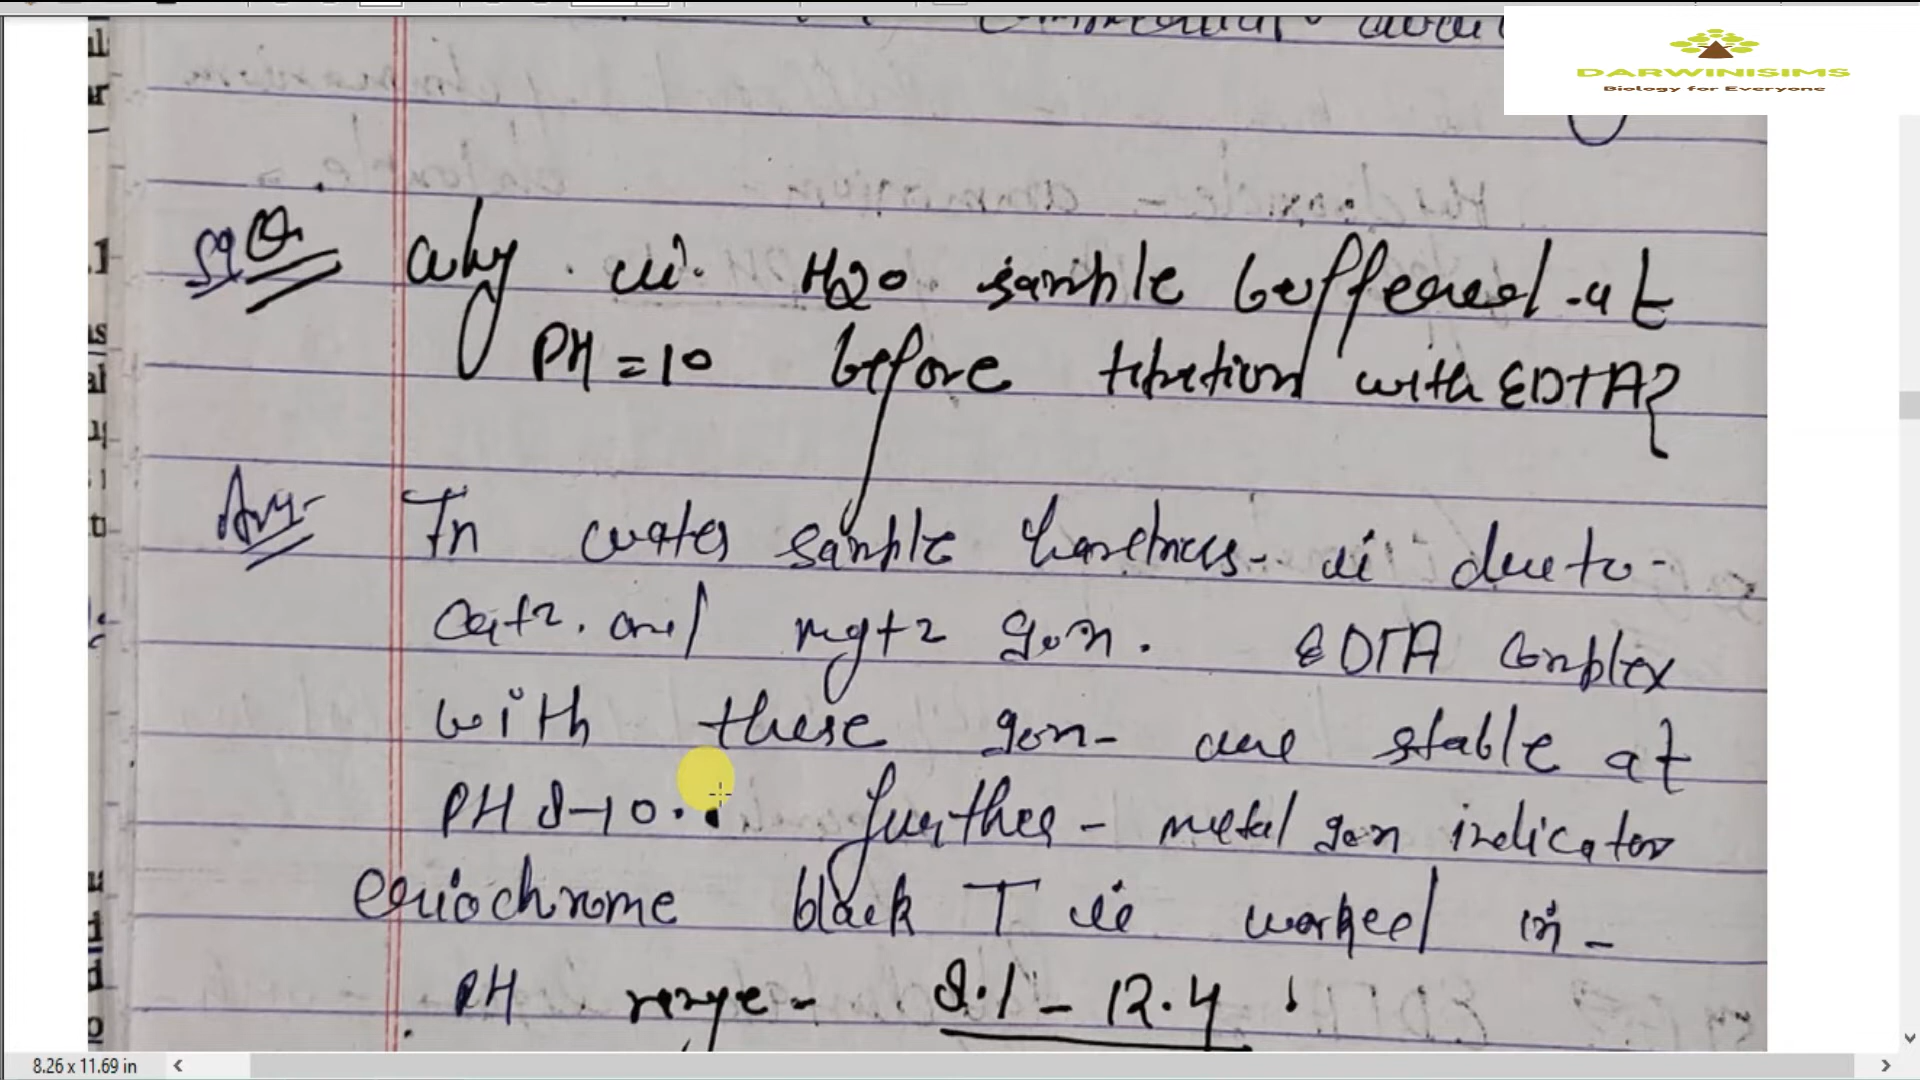 DARWINISIMS
Biology for Everyone
Q.
why is H2O sample buffered at
PH = 10 before titration with EDTA?
Ans- In water sample hardness- is due to-
Ca+2. and mg+2 Ion. EDTA Complex
with these Ion- are stable at
PH 8-10. further- metal Ion indicator
eriochrome black T is worked in-
PH range- 8.1 - 12.4
8.26 x 11.69 in